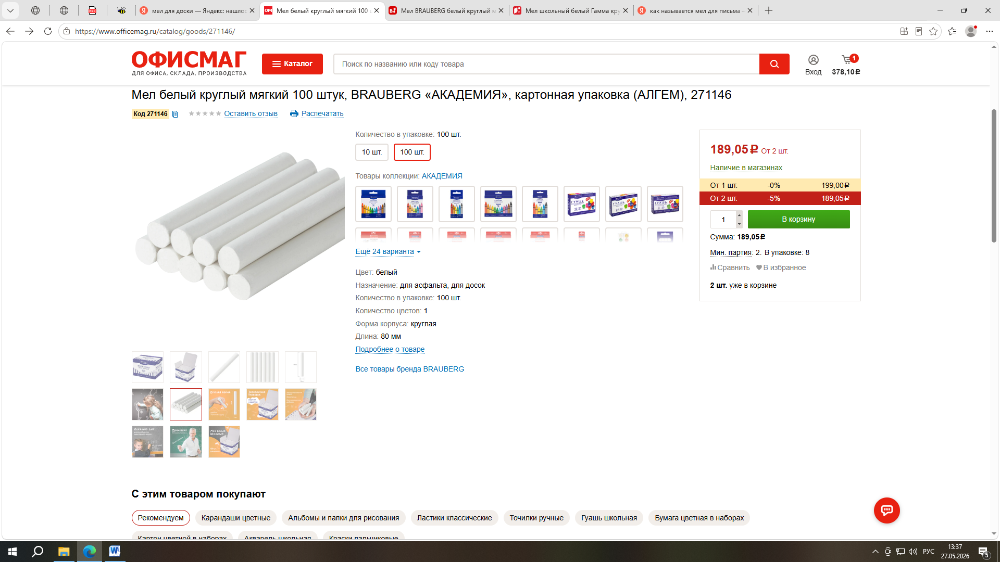 мел для доски — Яндекс: нашлос
Мел белый круглый мягкий 100 ш
Мел BRAUBERG белый круглый м
Мел школьный белый Гамма кру
как называется мел для письма -
https://www.officemag.ru/catalog/goods/271146/
ОФИСМАГ
ДЛЯ ОФИСА, СКЛАДА, ПРОИЗВОДСТВА
Каталог
Поиск по названию или коду товара
Вход
1
378,10₽
Мел белый круглый мягкий 100 штук, BRAUBERG «АКАДЕМИЯ», картонная упаковка (АЛГЕМ), 271146
Код 271146
Оставить отзыв
Распечатать
Количество в упаковке: 100 шт.
10 шт.
100 шт.
Товары коллекции: АКАДЕМИЯ
Ещё 24 варианта
Цвет: белый
Назначение: для асфальта, для досок
Количество в упаковке: 100 шт.
Количество цветов: 1
Форма корпуса: круглая
Длина: 80 мм
Подробнее о товаре
Все товары бренда BRAUBERG
189,05₽ От 2 шт.
Наличие в магазинах
От 1 шт. -0% 199,00₽
От 2 шт. -5% 189,05₽
1
В корзину
Сумма: 189,05₽
Мин. партия: 2. В упаковке: 8
Сравнить
В избранное
2 шт. уже в корзине
С этим товаром покупают
Рекомендуем
Карандаши цветные
Альбомы и папки для рисования
Ластики классические
Точилки ручные
Гуашь школьная
Бумага цветная в наборах
Картон цветной в наборах
Акварель школьная
Краски пальчиковые
РУС
13:37
27.05.2026
5